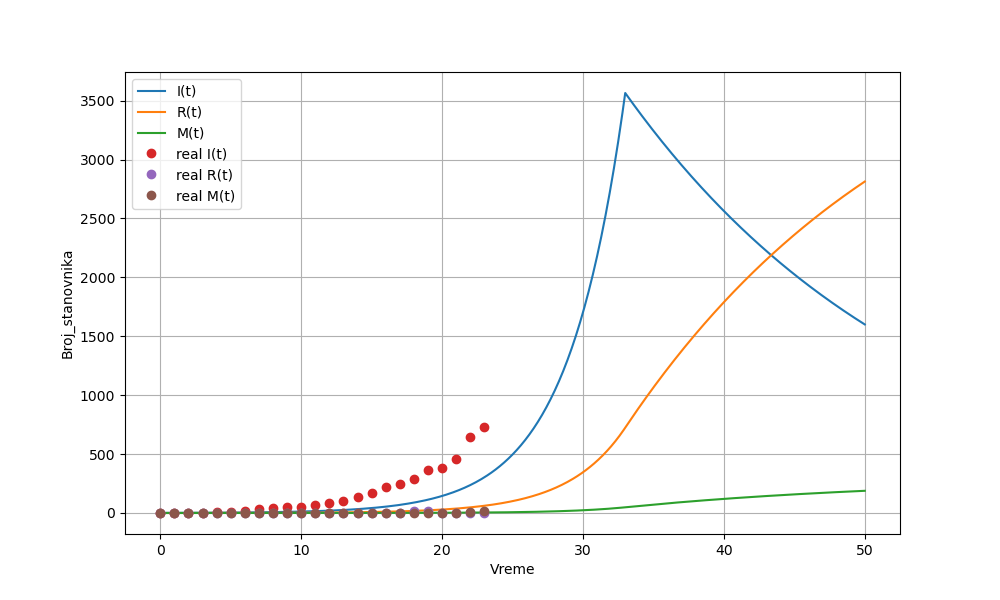 I(t)
R(t)
M(t)
real I(t)
real R(t)
real M(t)
3500
3000
2500
2000
1500
1000
500
0
Broj_stanovnika
0 10 20 30 40 50
Vreme